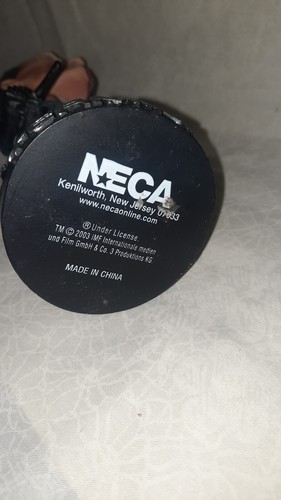 NECA
Kenilworth, New Jersey 07033
www.necaonline.com
® Under License
TM © 2003 IMF Internationale medien
und Film GmbH & Co. 3 Produktions KG
MADE IN CHINA